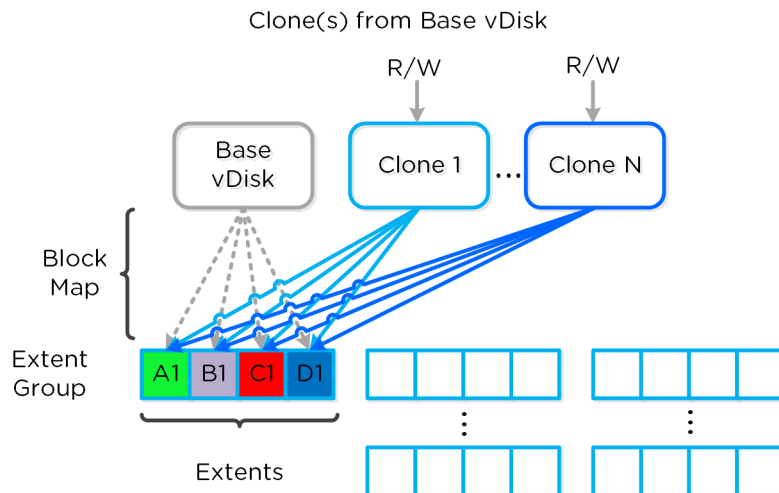 Clone(s) from Base vDisk
R/W
R/W
Base
vDisk
Clone 1
...
Clone N
Block
Map
Extent
Group
A1
B1
C1
D1
Extents